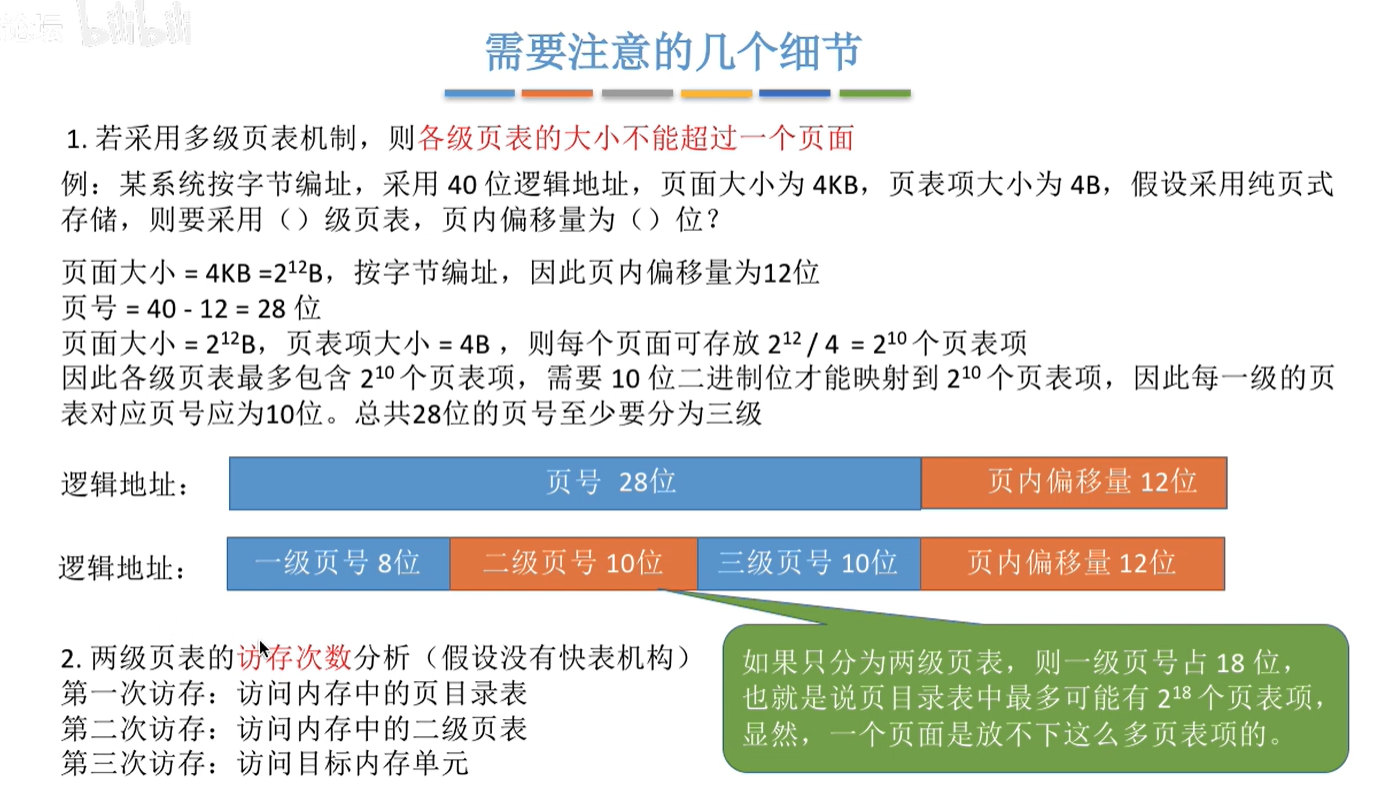 论坛 bilibili
需要注意的几个细节
1. 若采用多级页表机制，则各级页表的大小不能超过一个页面
例：某系统按字节编址，采用 40 位逻辑地址，页面大小为 4KB，页表项大小为 4B，假设采用纯页式
存储，则要采用（）级页表，页内偏移量为（）位？
页面大小 = 4KB =2¹²B，按字节编址，因此页内偏移量为12位
页号 = 40 - 12 = 28 位
页面大小 = 2¹²B，页表项大小 = 4B ，则每个页面可存放 2¹² / 4 = 2¹⁰ 个页表项
因此各级页表最多包含 2¹⁰ 个页表项，需要 10 位二进制位才能映射到 2¹⁰ 个页表项，因此每一级的页
表对应页号应为10位。总共28位的页号至少要分为三级
逻辑地址： 页号 28位 页内偏移量 12位
逻辑地址： 一级页号 8位 二级页号 10位 三级页号 10位 页内偏移量 12位
2. 两级页表的访存次数分析（假设没有快表机构）
第一次访存：访问内存中的页目录表
第二次访存：访问内存中的二级页表
第三次访存：访问目标内存单元
如果只分为两级页表，则一级页号占 18 位，
也就是说页目录表中最多可能有 2¹⁸ 个页表项，
显然，一个页面是放不下这么多页表项的。